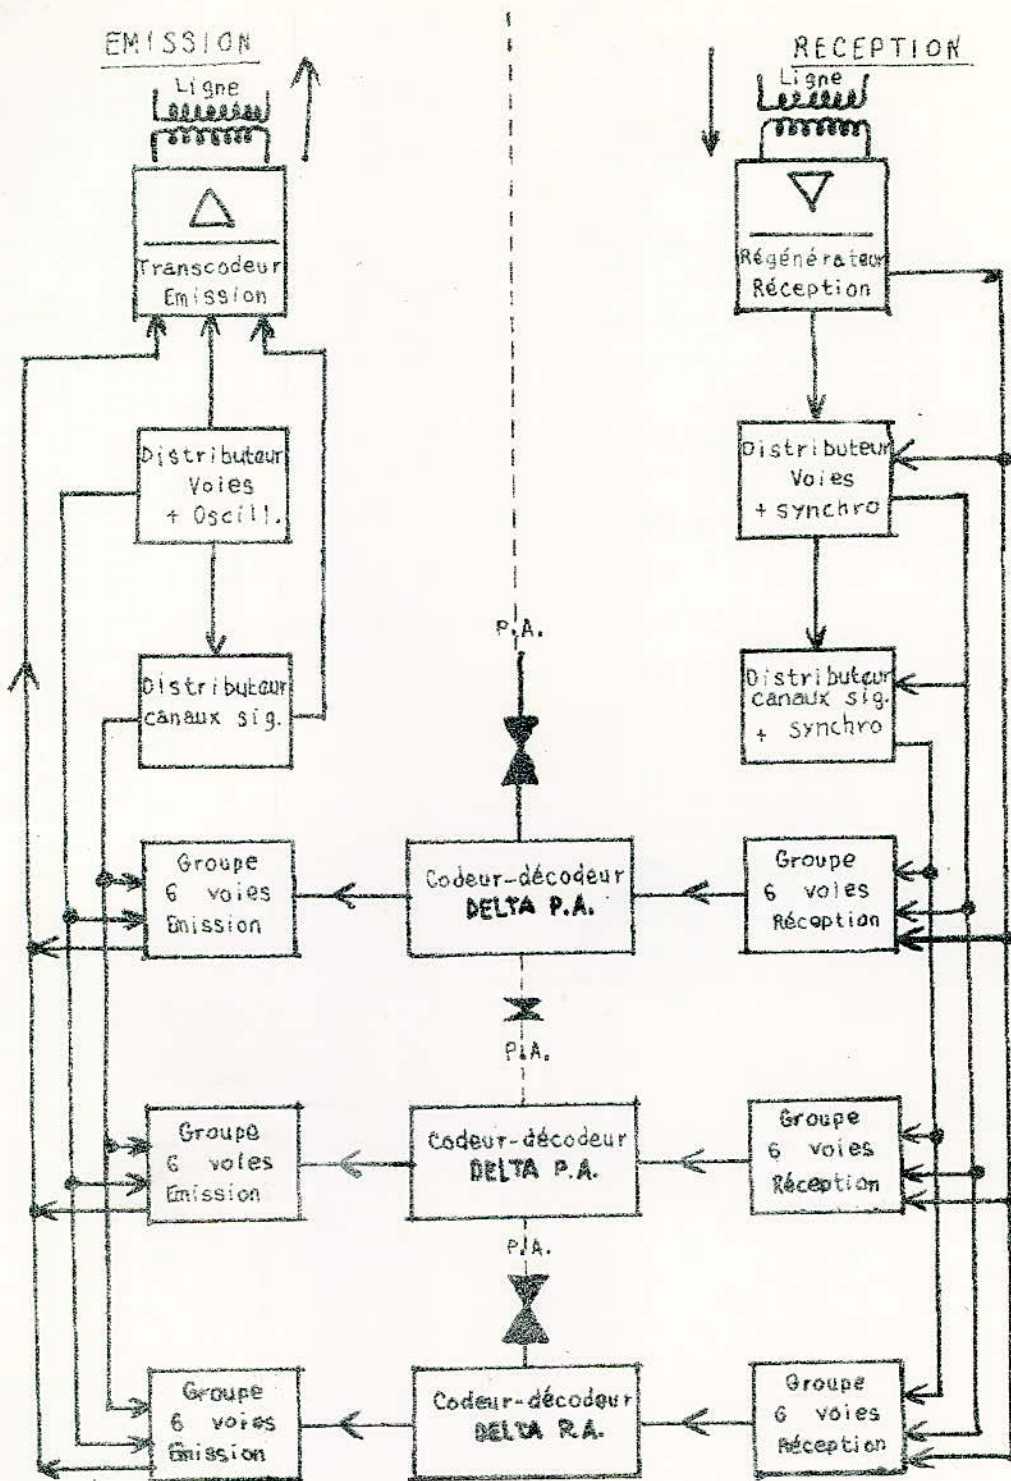 EMISSION
Ligne
Transcodeur
Emission
Distributeur
Voies
+ Oscill.
Distributeur
canaux sig.
RECEPTION
Ligne
Régénérateur
Réception
Distributeur
Voies
+ synchro
Distributeur
canaux sig.
+ synchro
P.A.
Groupe
6 voies
Emission
Codeur-décodeur
DELTA P.A.
Groupe
6 voies
Réception
P.A.
Groupe
6 voies
Emission
Codeur-décodeur
DELTA P.A.
Groupe
6 voies
Réception
P.A.
Groupe
6 voies
Emission
Codeur-décodeur
DELTA P.A.
Groupe
6 voies
Réception